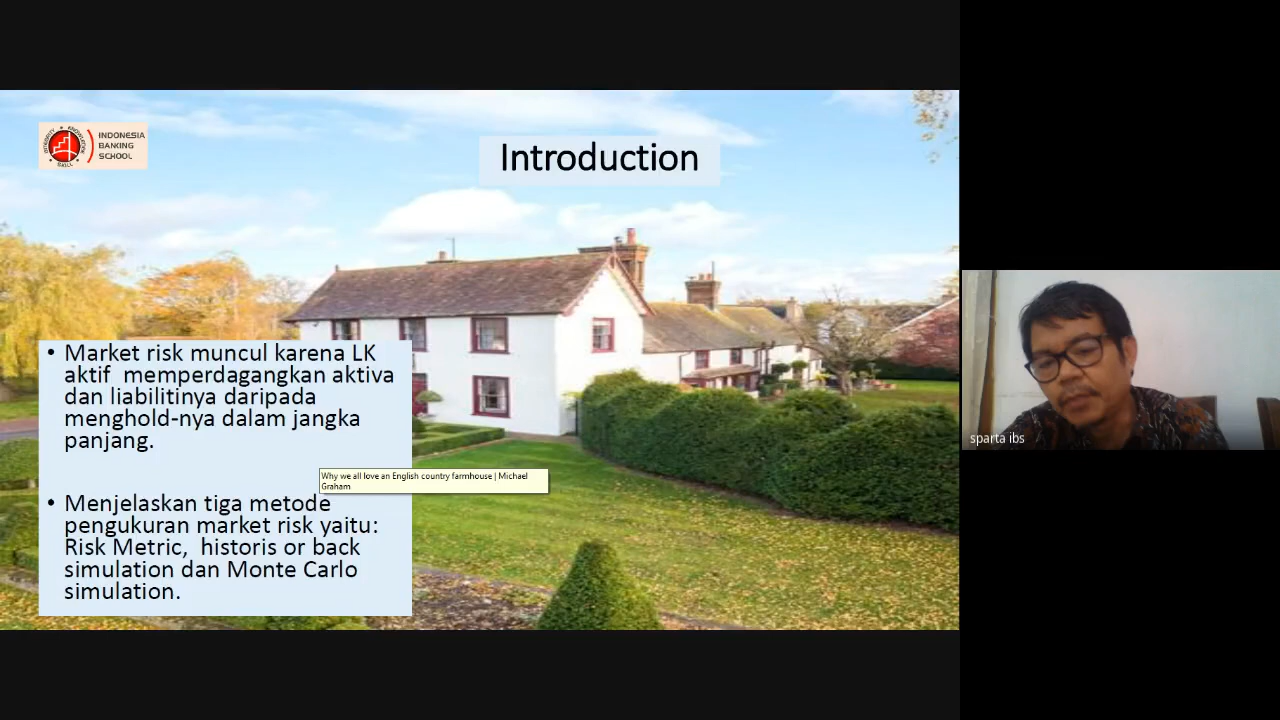 INDONESIA
BANKING
SCHOOL
Introduction
• Market risk muncul karena LK
aktif memperdagangkan aktiva
dan liabilitinya daripada
menghold-nya dalam jangka
panjang.
Why we all love an English country farmhouse | Michael
Graham
• Menjelaskan tiga metode
pengukuran market risk yaitu:
Risk Metric, historis or back
simulation dan Monte Carlo
simulation.
sparta ibs